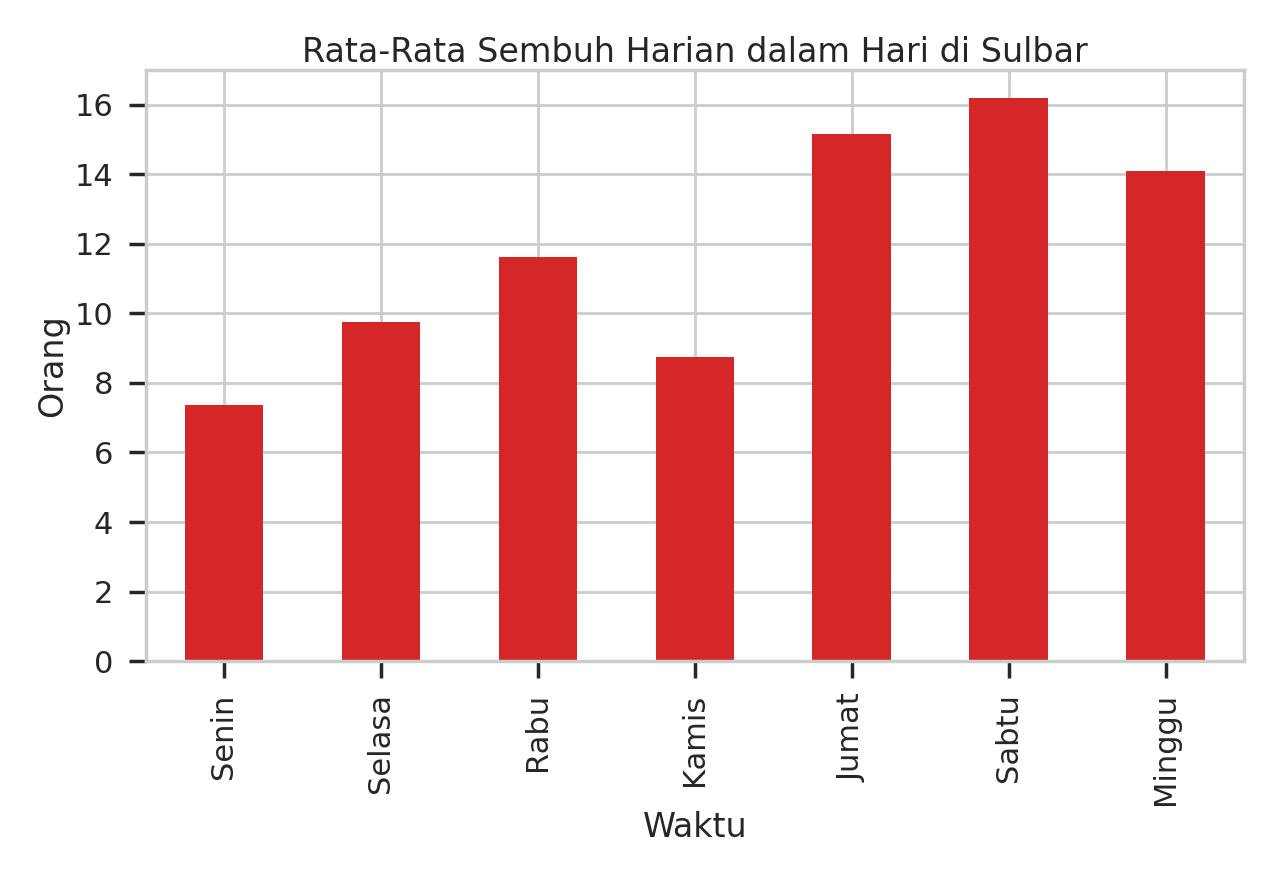 Rata-Rata Sembuh Harian dalam Hari di Sulbar
Orang
16
14
12
10
8
6
4
2
0
Senin
Selasa
Rabu
Kamis
Jumat
Sabtu
Minggu
Waktu